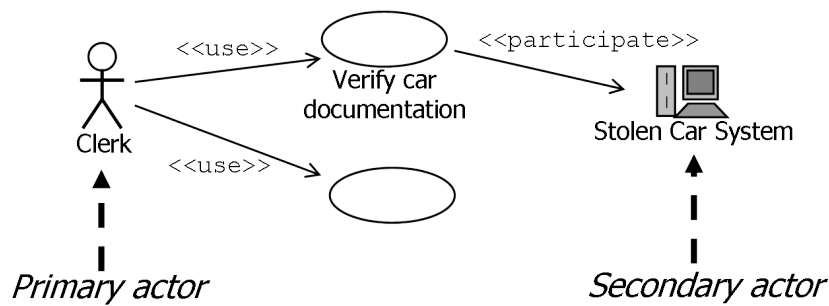 <<use>>
<<participate>>
Verify car
documentation
Clerk
Stolen Car System
<<use>>
Primary actor
Secondary actor